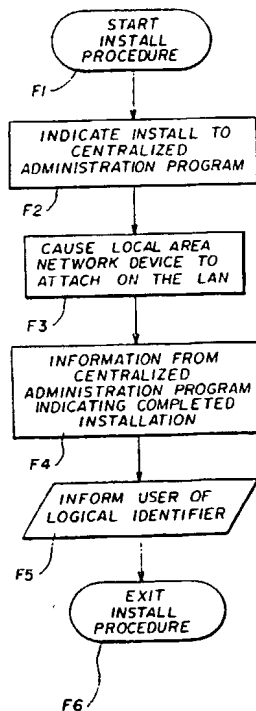 START
INSTALL
PROCEDURE
F1
INDICATE INSTALL TO
CENTRALIZED
ADMINISTRATION PROGRAM
F2
CAUSE LOCAL AREA
NETWORK DEVICE TO
ATTACH ON THE LAN
F3
INFORMATION FROM
CENTRALIZED
ADMINISTRATION PROGRAM
INDICATING COMPLETED
INSTALLATION
F4
INFORM USER OF
LOGICAL IDENTIFIER
F5
EXIT
INSTALL
PROCEDURE
F6